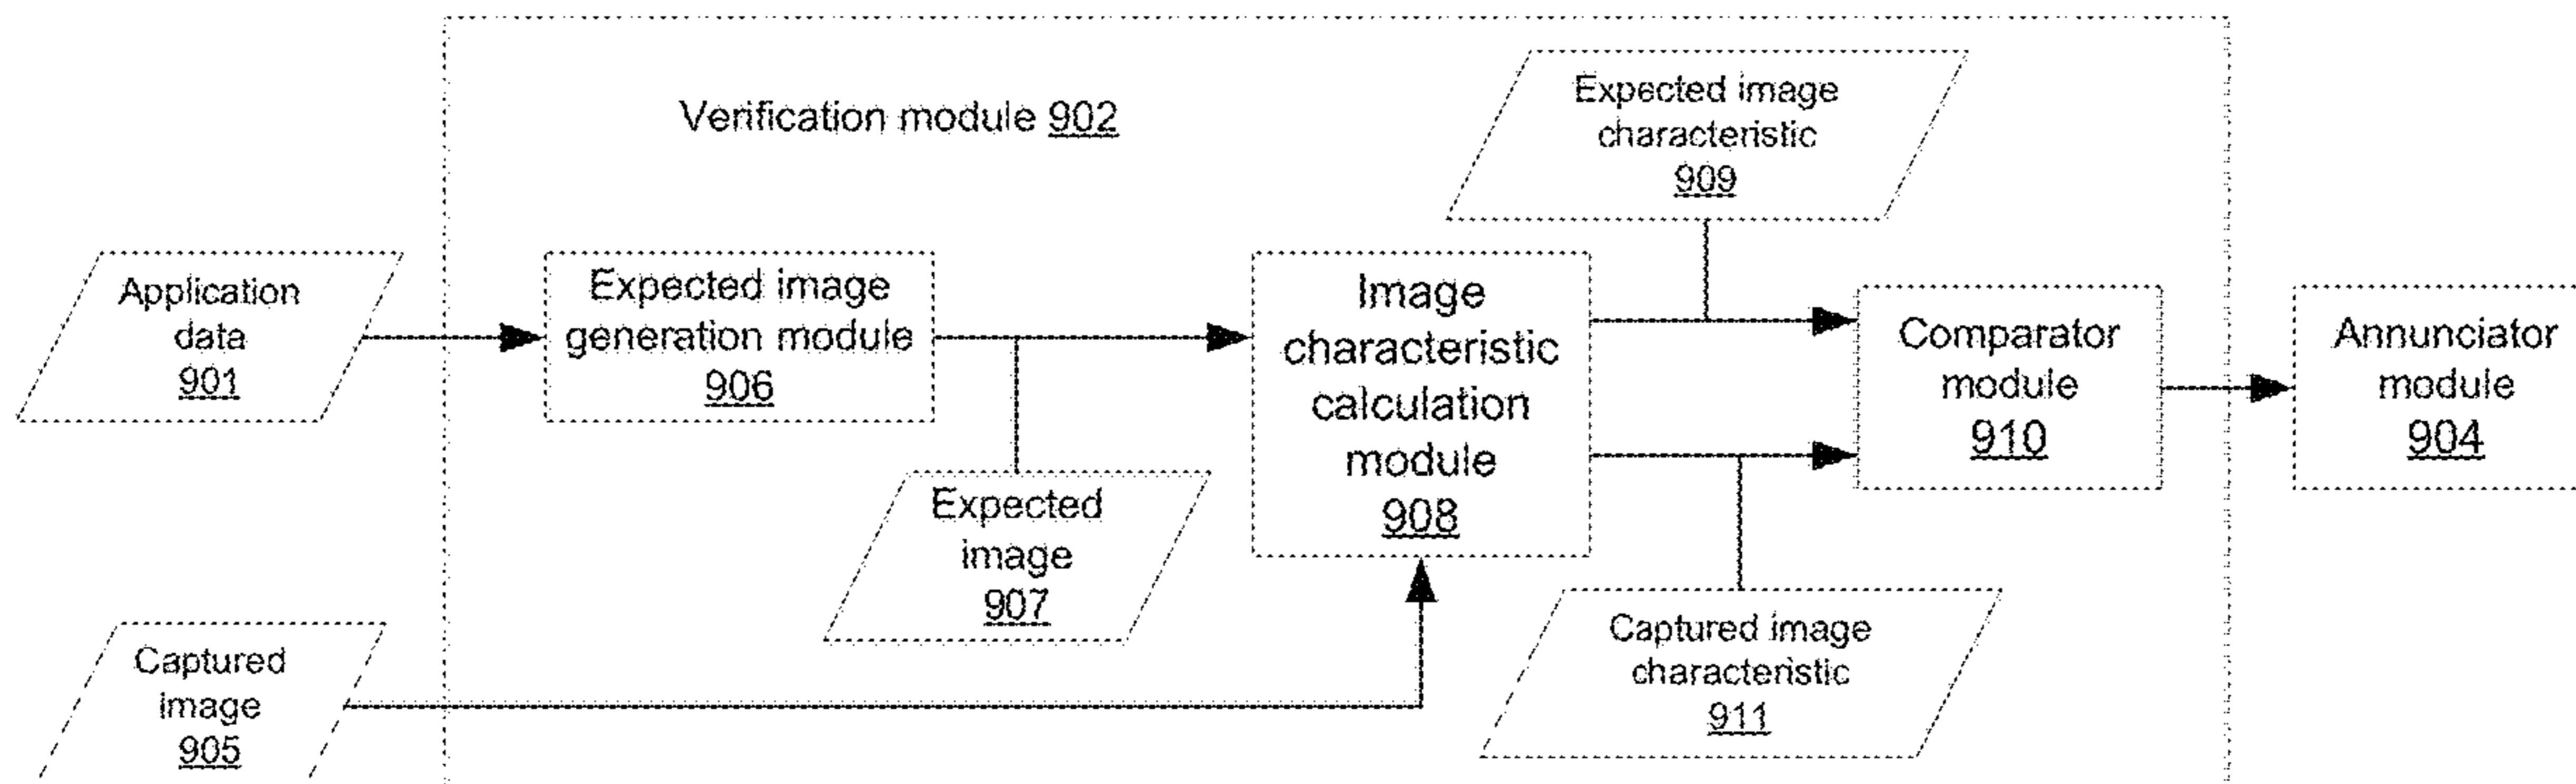 Verification module 902
Expected image
characteristic
909
Application
data
901
Expected image
generation module
906
Image
characteristic
calculation
module
908
Comparator
module
910
Annunciator
module
904
Expected
image
907
Captured
image
905
Captured image
characteristic
911